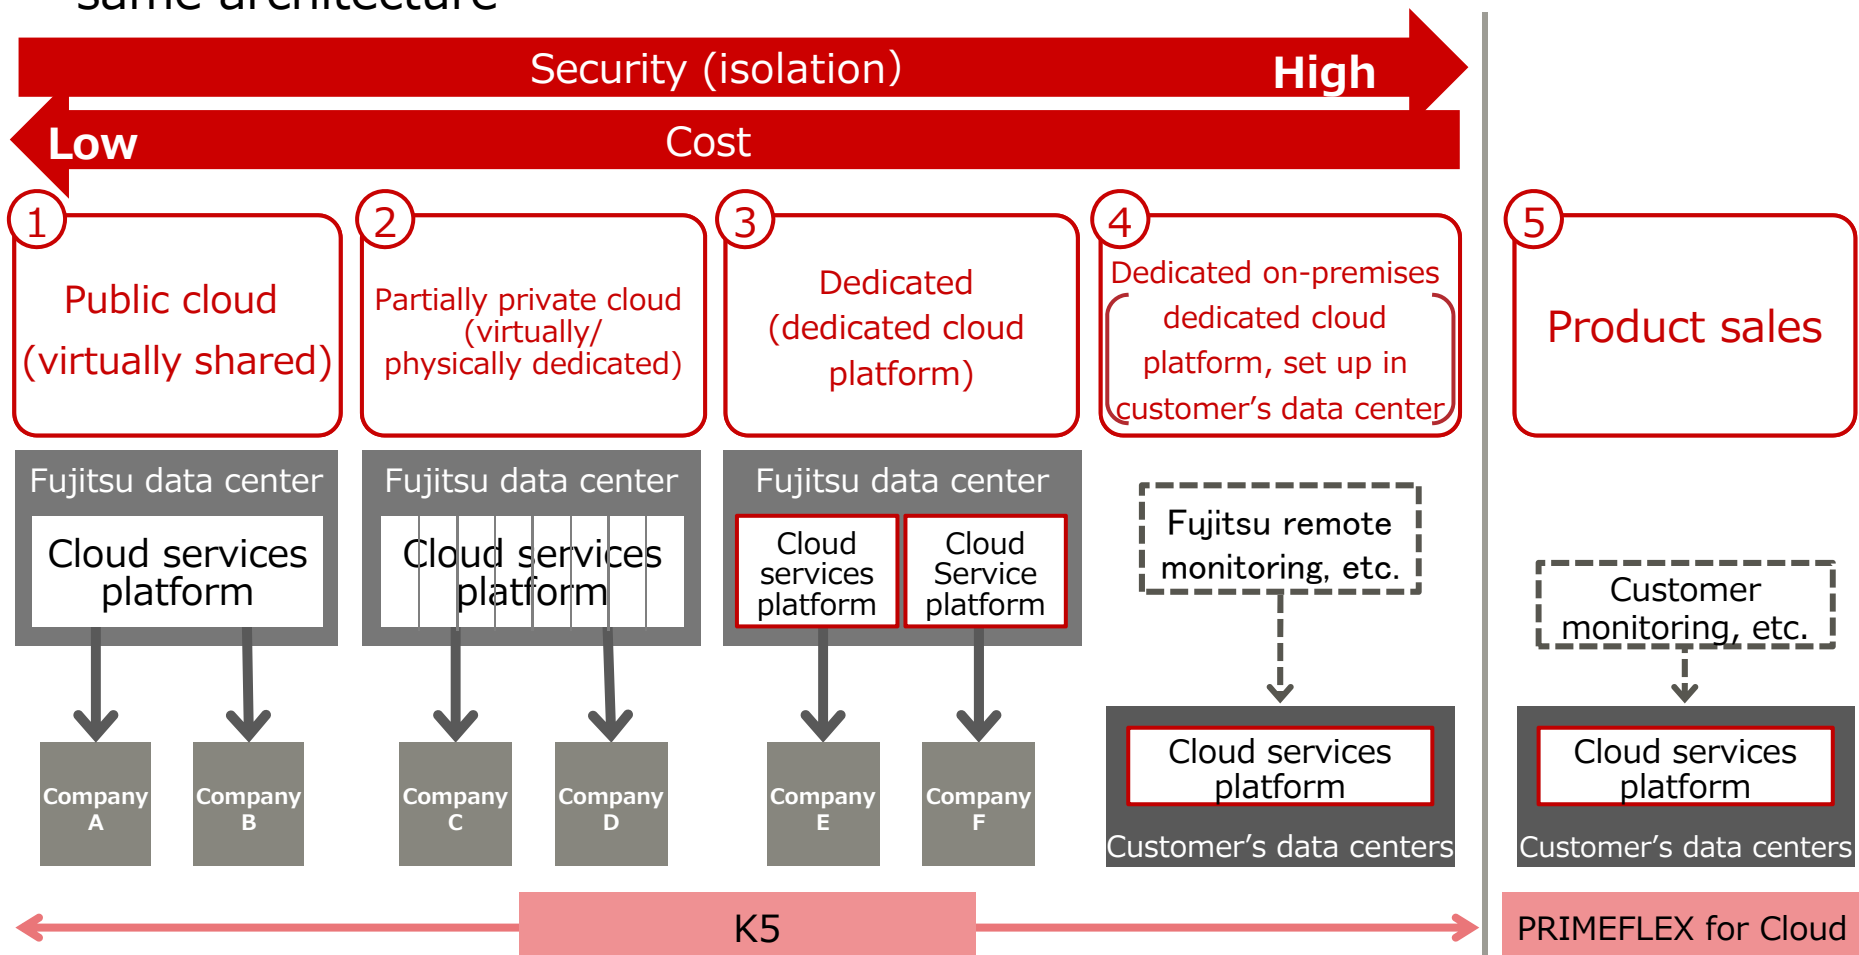 same architecture
Security (isolation)
High
Low
Cost
1
Public cloud
(virtually shared)
2
Partially private cloud
(virtually/
physically dedicated)
3
Dedicated
(dedicated cloud
platform)
4
Dedicated on-premises
dedicated cloud
platform, set up in
customer’s data center
5
Product sales
Fujitsu data center
Cloud services
platform
Company
A
Company
B
Fujitsu data center
Cloud services
platform
Company
C
Company
D
Fujitsu data center
Cloud
services
platform
Cloud
Service
platform
Company
E
Company
F
Fujitsu remote
monitoring, etc.
Cloud services
platform
Customer’s data centers
Customer
monitoring, etc.
Cloud services
platform
Customer’s data centers
K5
PRIMEFLEX for Cloud